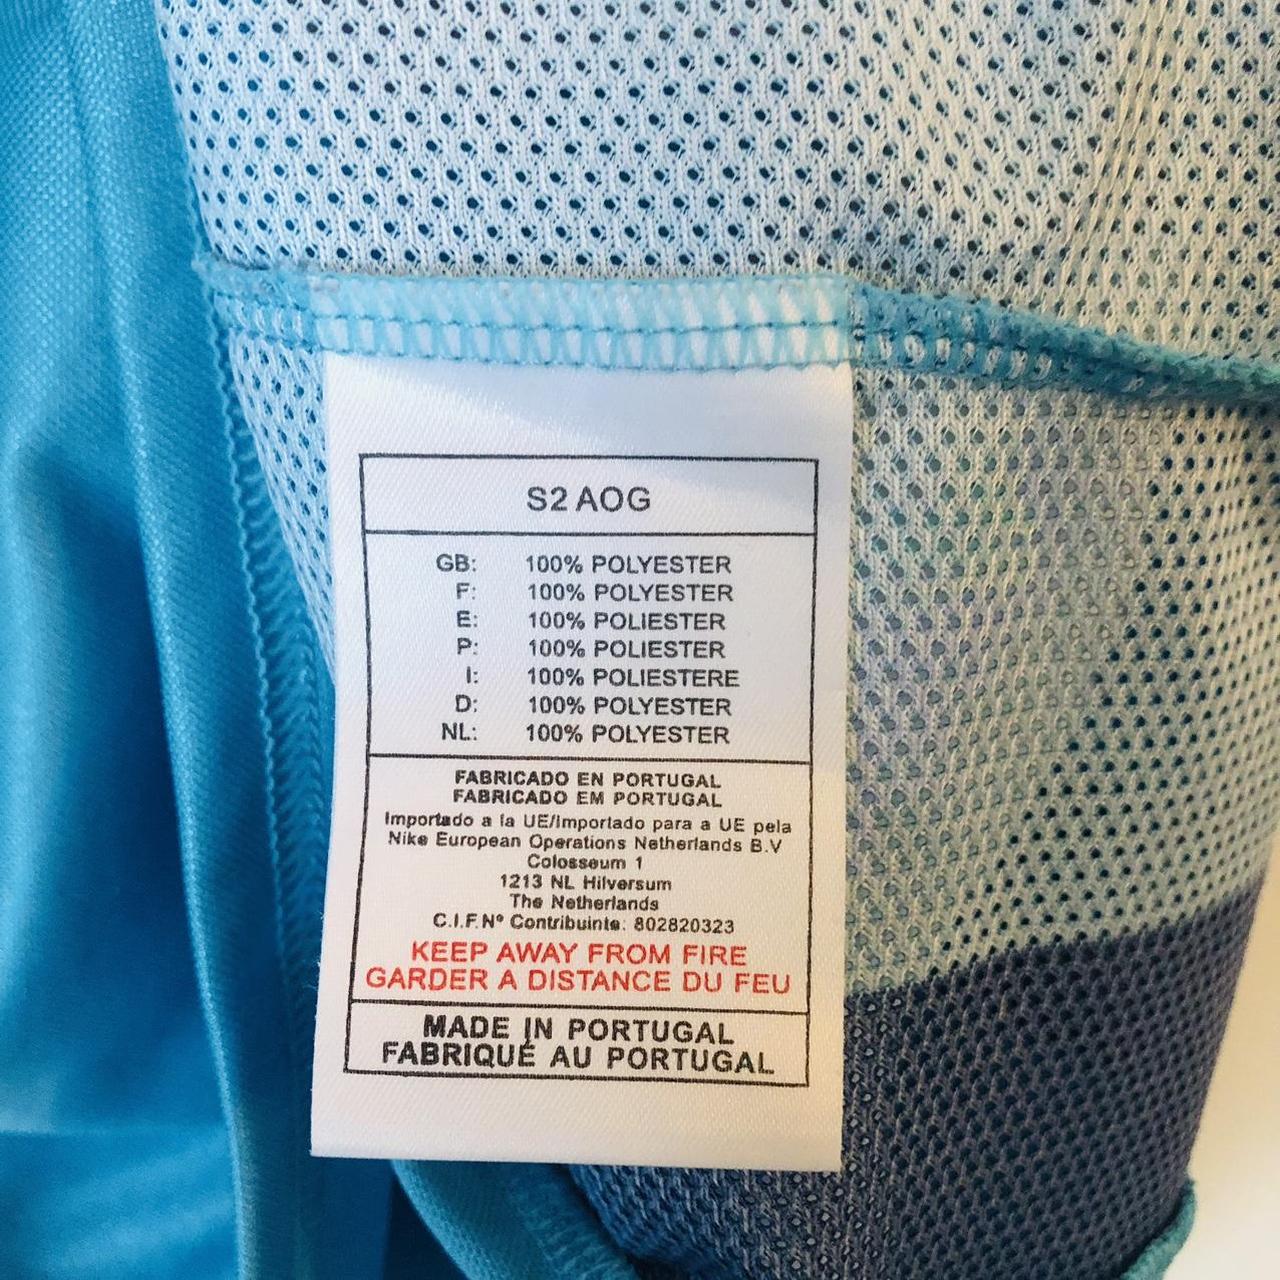 S2 AOG
GB: 100% POLYESTER
F: 100% POLYESTER
E: 100% POLIESTER
P: 100% POLIESTER
I: 100% POLIESTERE
D: 100% POLYESTER
NL: 100% POLYESTER
FABRICADO EN PORTUGAL
FABRICADO EM PORTUGAL
Importado a la UE/Importado para a UE pela
Nike European Operations Netherlands B.V
Colosseum 1
1213 NL Hilversum
The Netherlands
C.I.F. Nº Contribuinte: 802820323
KEEP AWAY FROM FIRE
GARDER A DISTANCE DU FEU
MADE IN PORTUGAL
FABRIQUÉ AU PORTUGAL